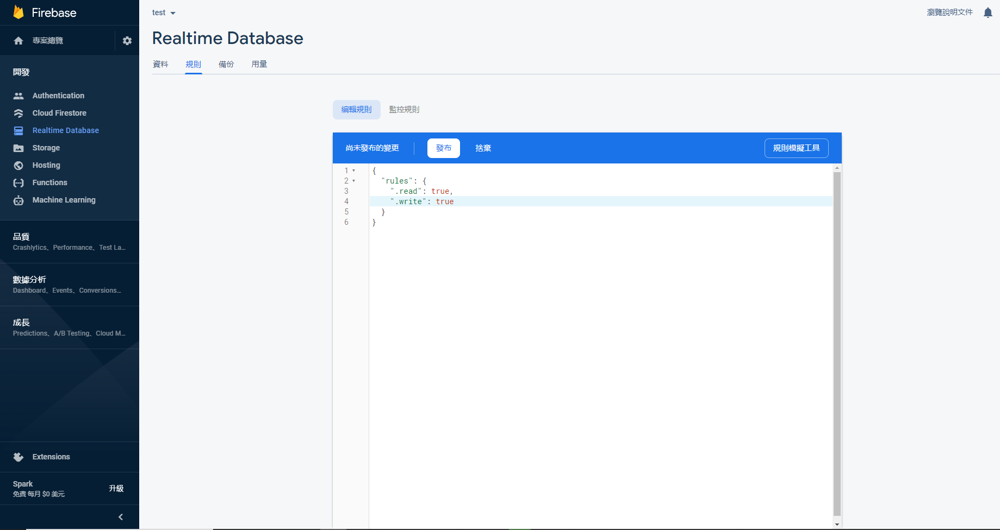 Firebase
專案總覽
開發
Authentication
Cloud Firestore
Realtime Database
Storage
Hosting
Functions
Machine Learning
品質
Crashlytics、Performance、Test La...
數據分析
Dashboard、Events、Conversions...
成長
Predictions、A/B Testing、Cloud M...
Extensions
Spark
免費 每月 $0 美元
升級
test
瀏覽說明文件
Realtime Database
資料 規則 備份 用量
編輯規則 監控規則
尚未發布的變更 發布 捨棄 規則模擬工具
1 {
2 "rules": {
3 ".read": true,
4 ".write": true
5 }
6 }